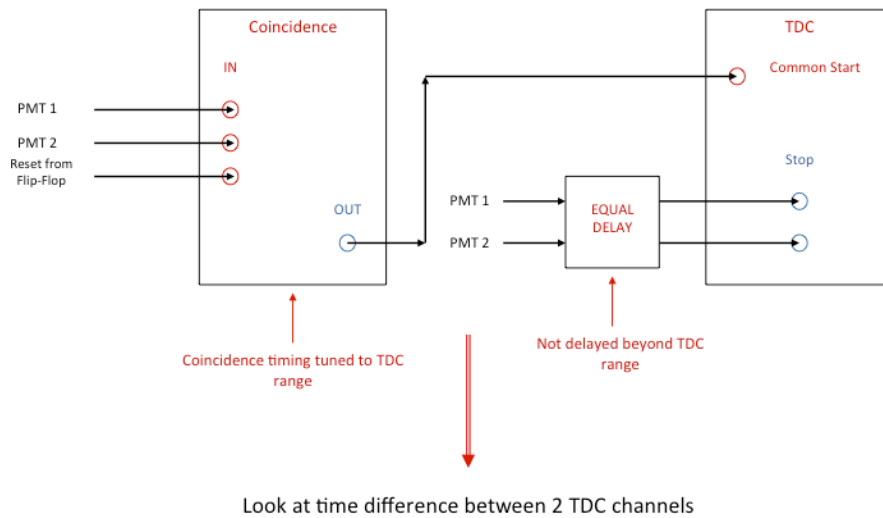 Coincidence
TDC
IN
Common Start
PMT 1
PMT 2
Reset from
Flip-Flop
Stop
OUT
PMT 1
PMT 2
EQUAL
DELAY
Coincidence timing tuned to TDC
range
Not delayed beyond TDC
range
Look at time difference between 2 TDC channels